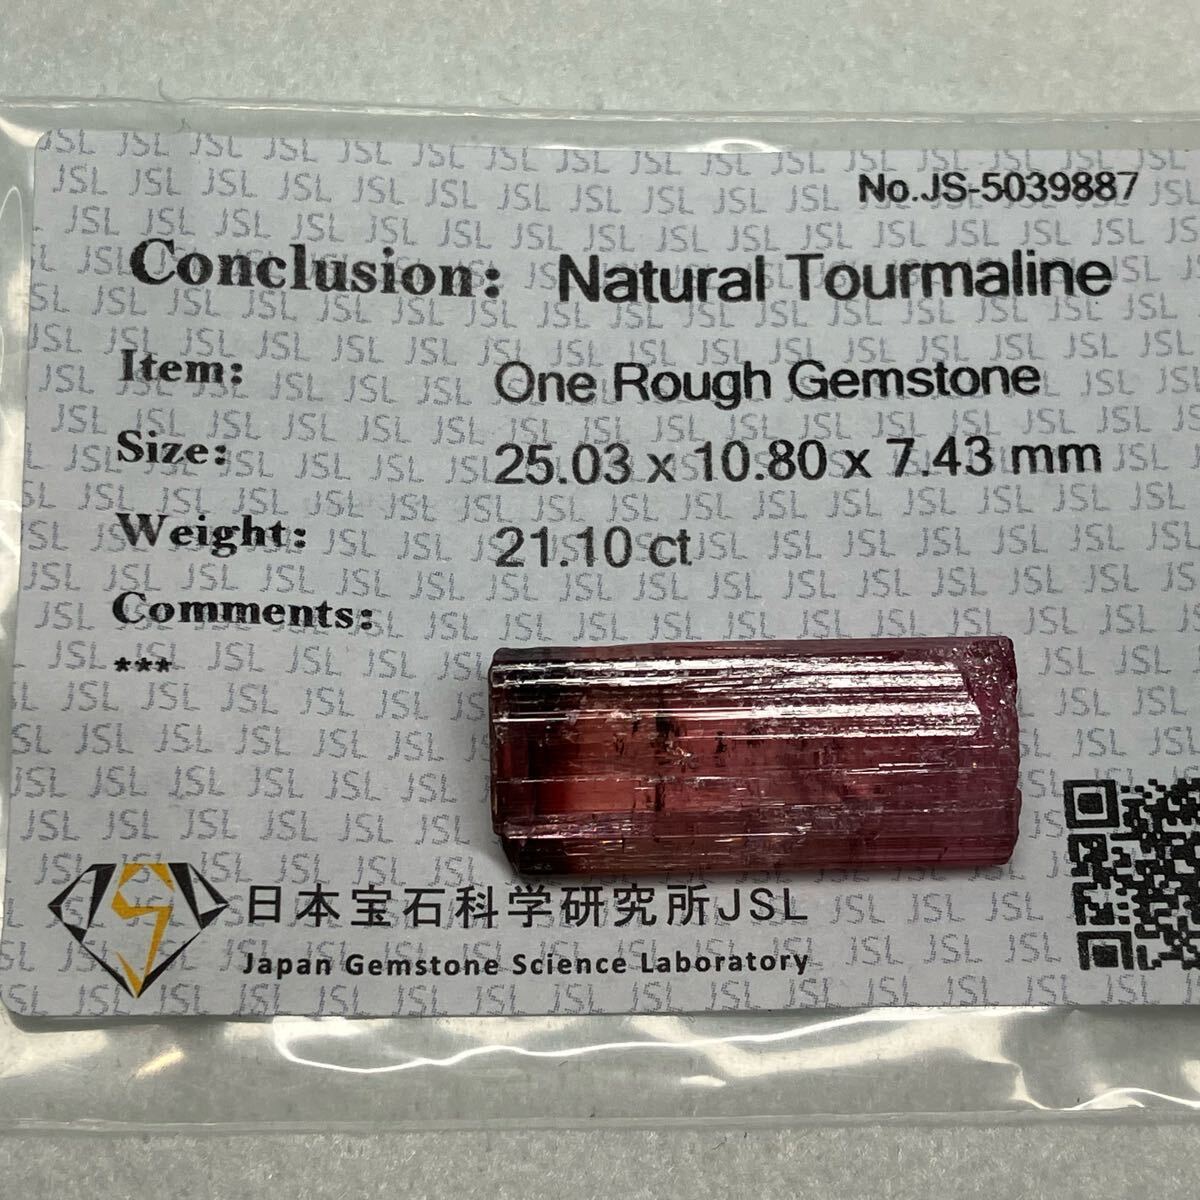 No.JS-5039887
Conclusion: Natural Tourmaline
Item: One Rough Gemstone
Size: 25.03 x 10.80 x 7.43 mm
Weight: 21.10 ct
Comments:
***
日本宝石科学研究所JSL
Japan Gemstone Science Laboratory